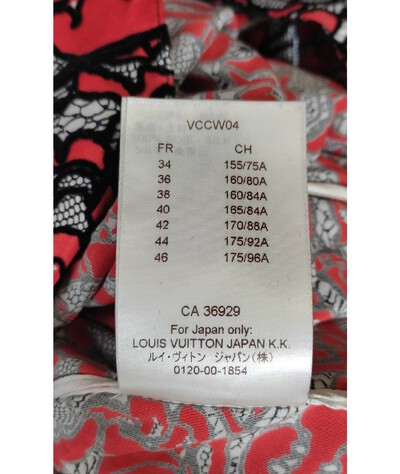 VCCW04
FR CH
34 155/75A
36 160/80A
38 160/84A
40 165/84A
42 170/88A
44 175/92A
46 175/96A
CA 36929
For Japan only:
LOUIS VUITTON JAPAN K.K.
ルイ・ヴィトン ジャパン(株)
0120-00-1854